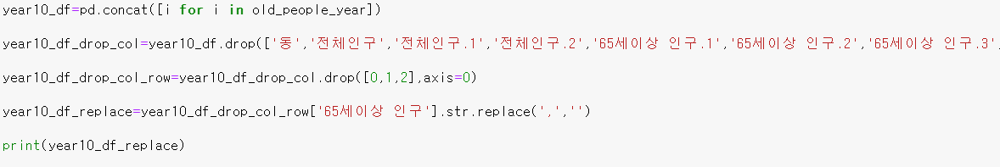 year10_df=pd.concat([i for i in old_people_year])
year10_df_drop_col=year10_df.drop(['동','전체인구','전체인구.1','전체인구.2','65세이상 인구.1','65세이상 인구.2','65세이상 인구.3',
year10_df_drop_col_row=year10_df_drop_col.drop([0,1,2],axis=0)
year10_df_replace=year10_df_drop_col_row['65세이상 인구'].str.replace(',','')
print(year10_df_replace)